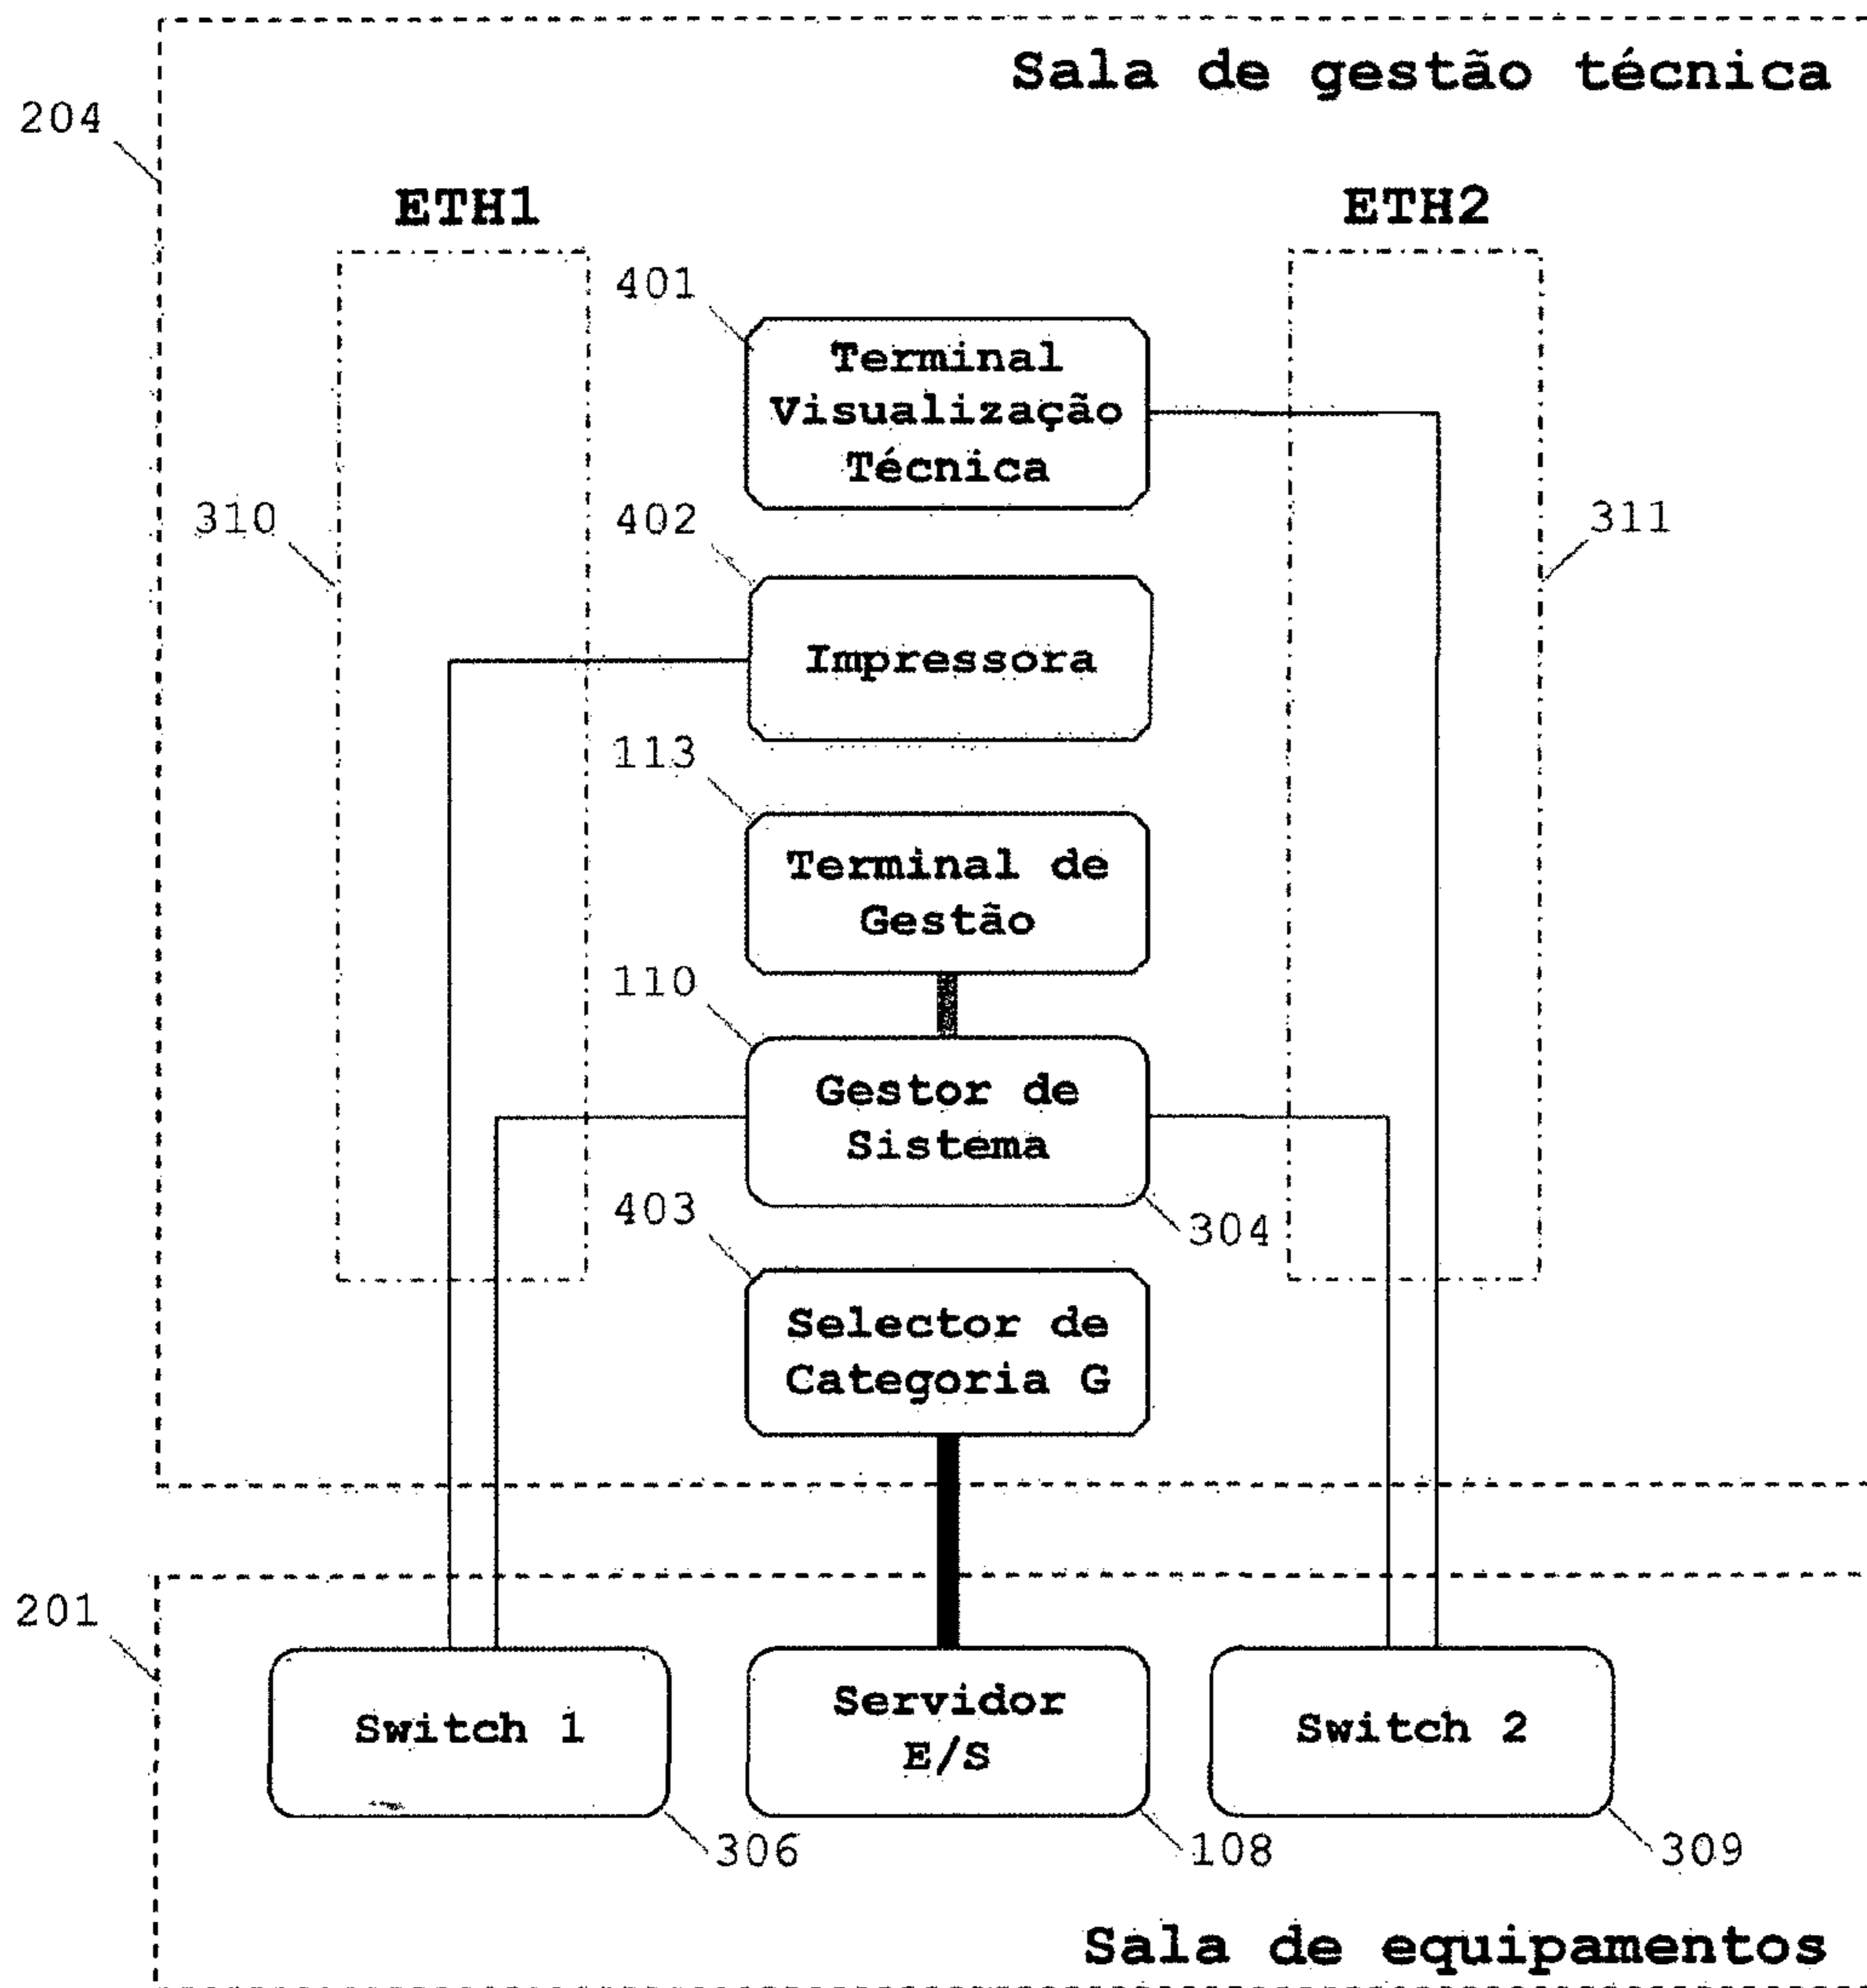 Sala de gestão técnica
204
ETH1
ETH2
401
Terminal
Visualização
Técnica
310
402
311
Impressora
113
Terminal de
Gestão
110
Gestor de
Sistema
403
304
Selector de
Categoria G
201
Switch 1
Servidor
E/S
Switch 2
306
108
309
Sala de equipamentos